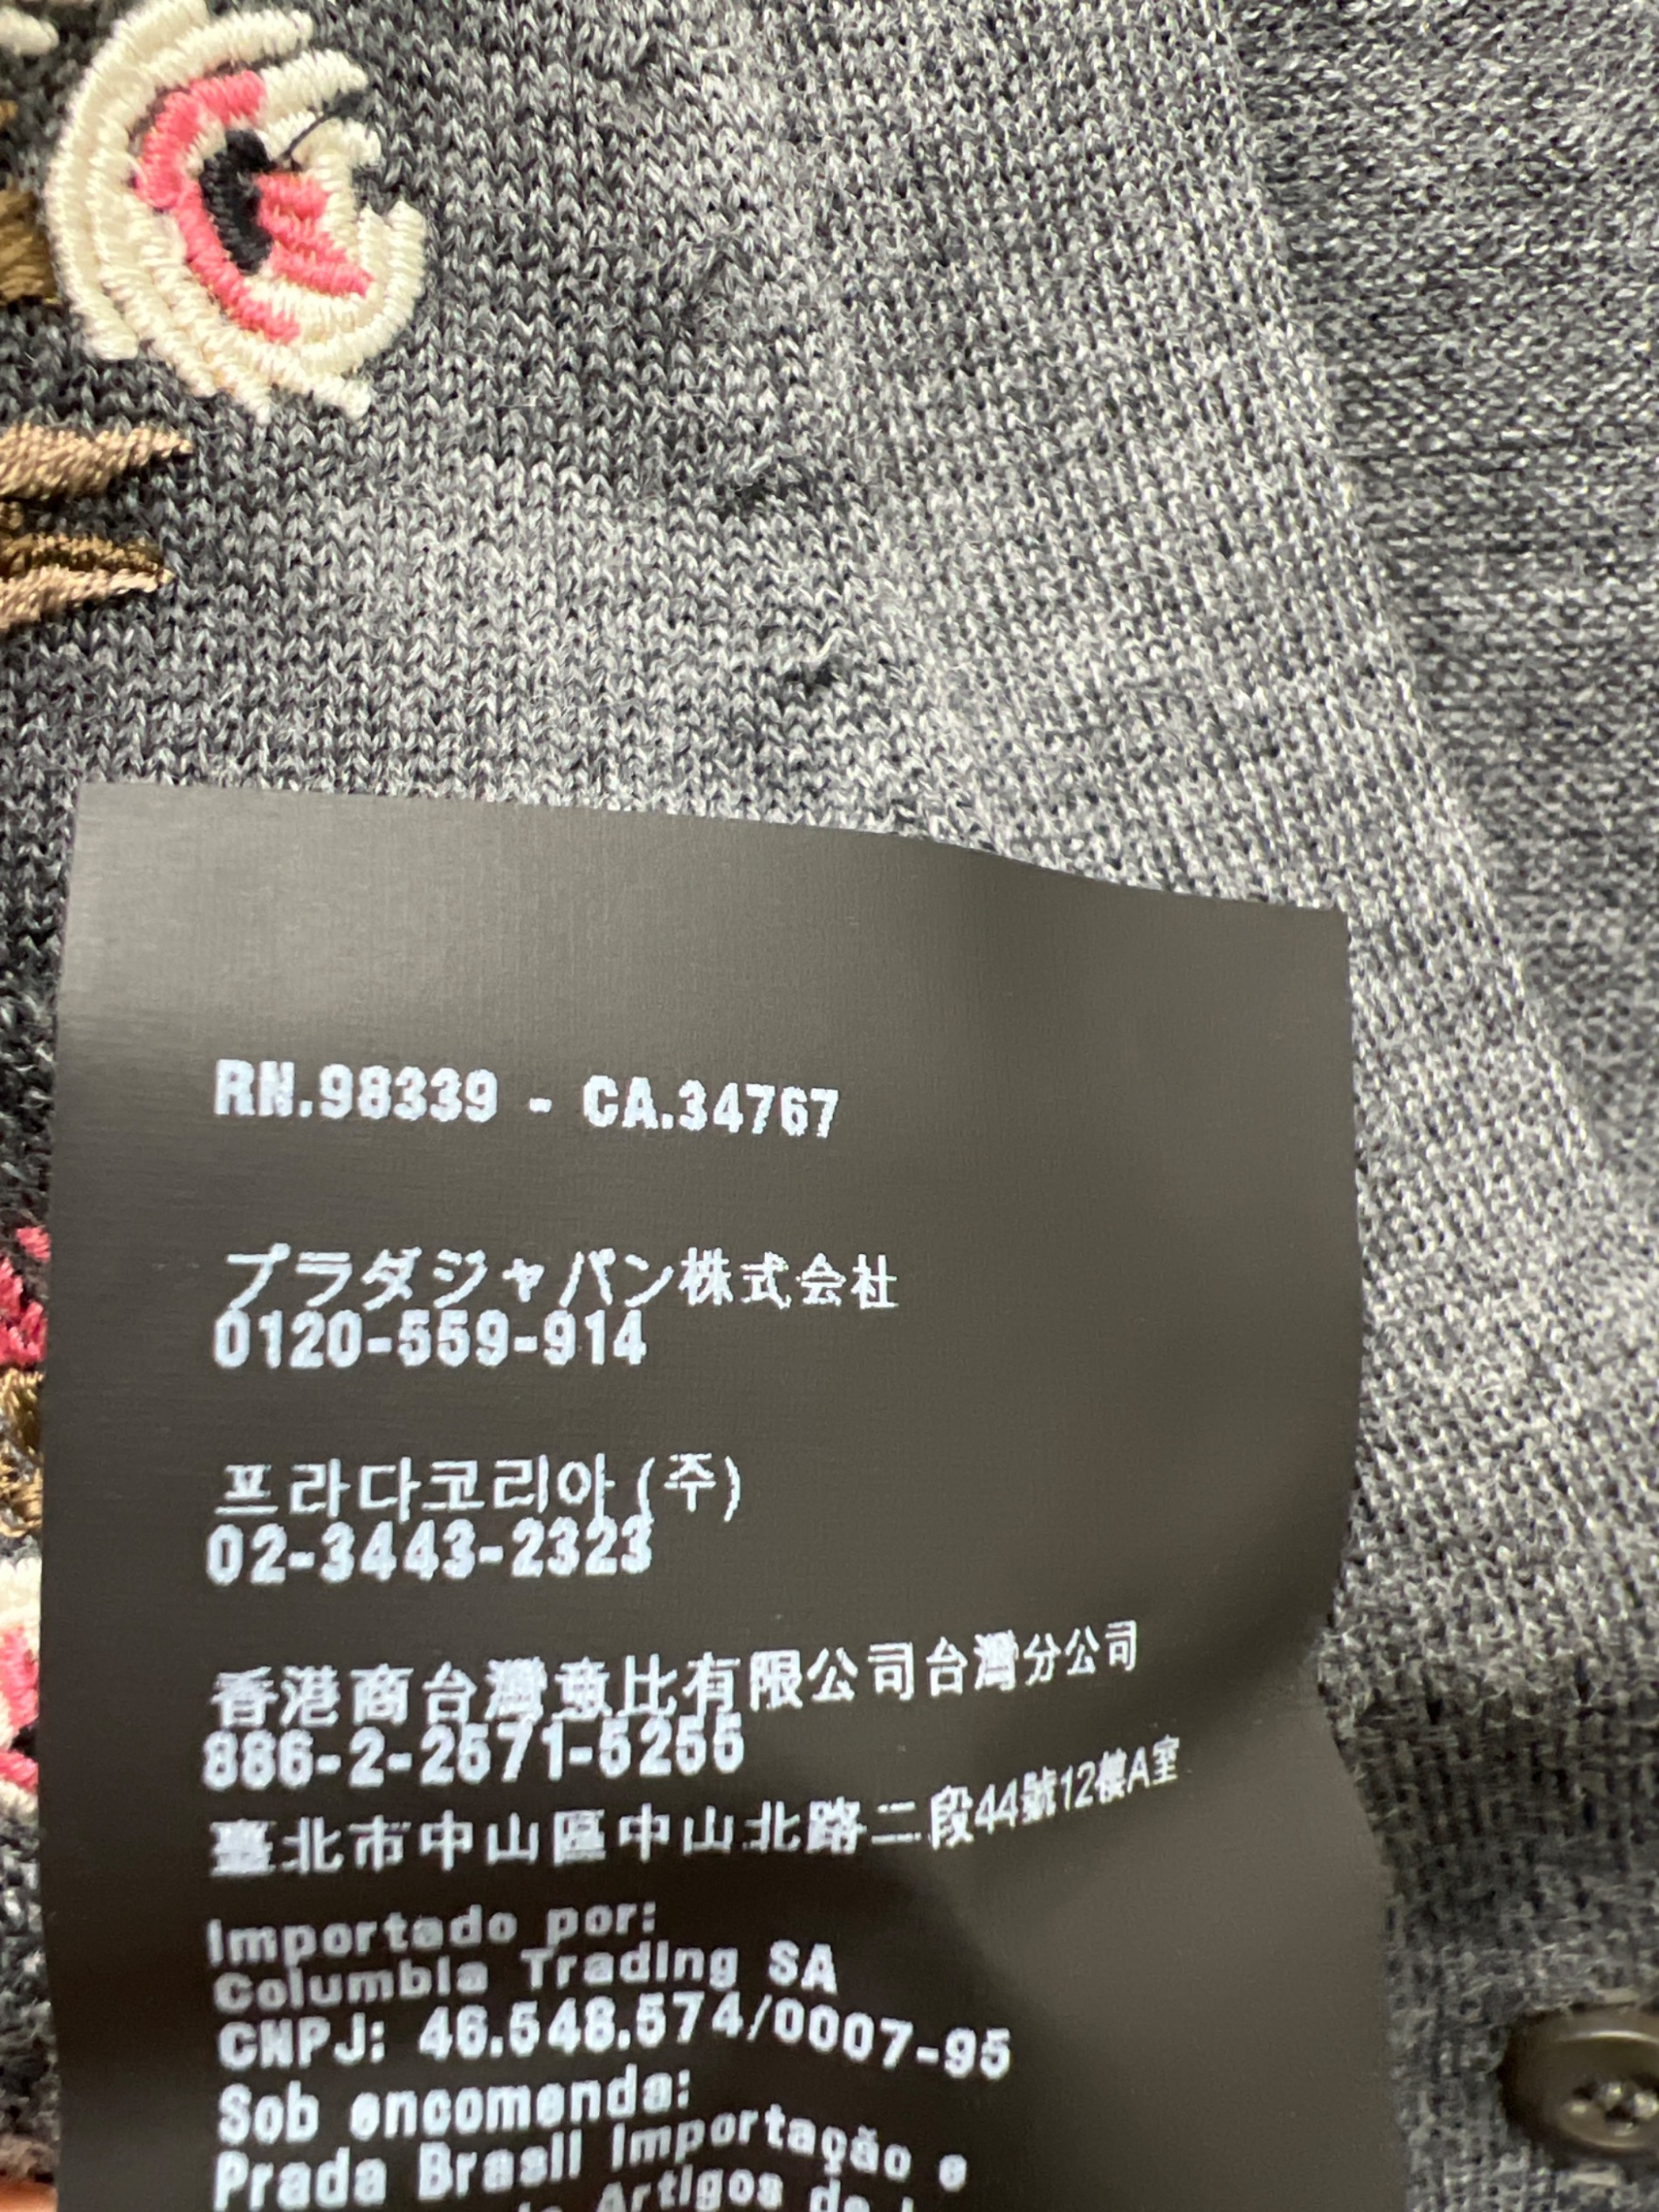 RN.98339 - CA.34767
プラダジャパン株式会社
0120-559-914
프라다코리아(주)
02-3443-2323
香港商台灣意比有限公司台灣分公司
886-2-2571-5255
臺北市中山區中山北路二段44號12樓A室
Importado por:
Columbia Trading SA
CNPJ: 46.548.574/0007-95
Sob encomenda:
Prada Brasil Importação e
Artigos de